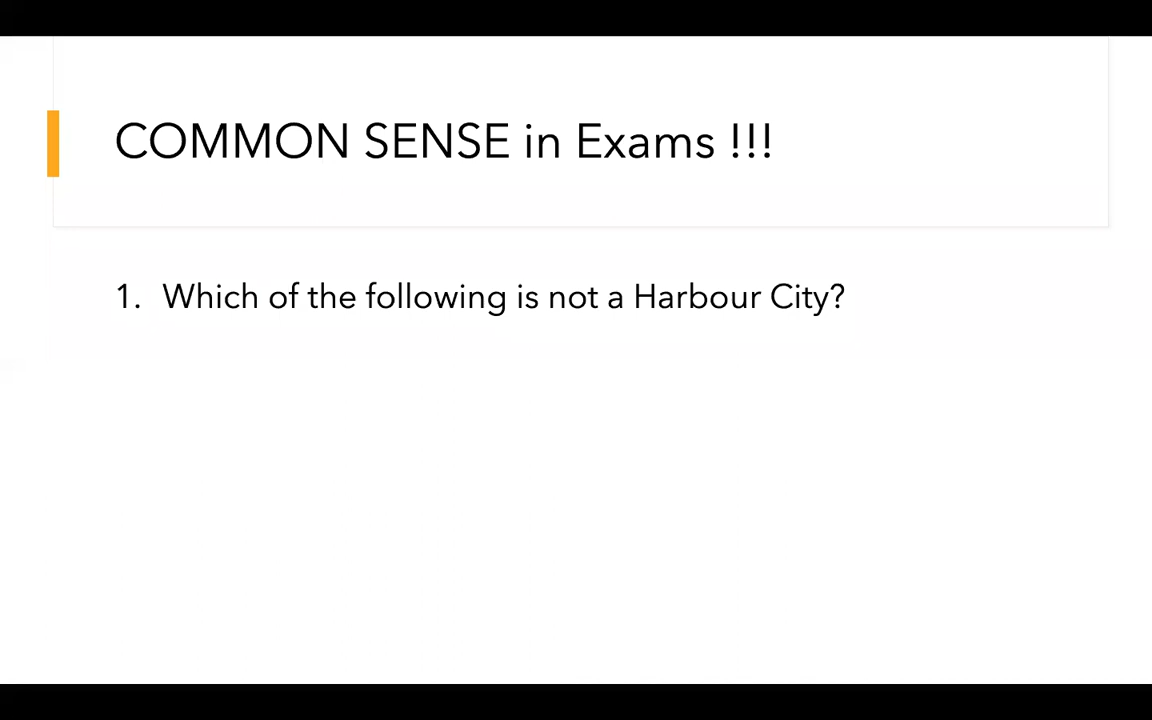 COMMON SENSE in Exams !!!
1. Which of the following is not a Harbour City?